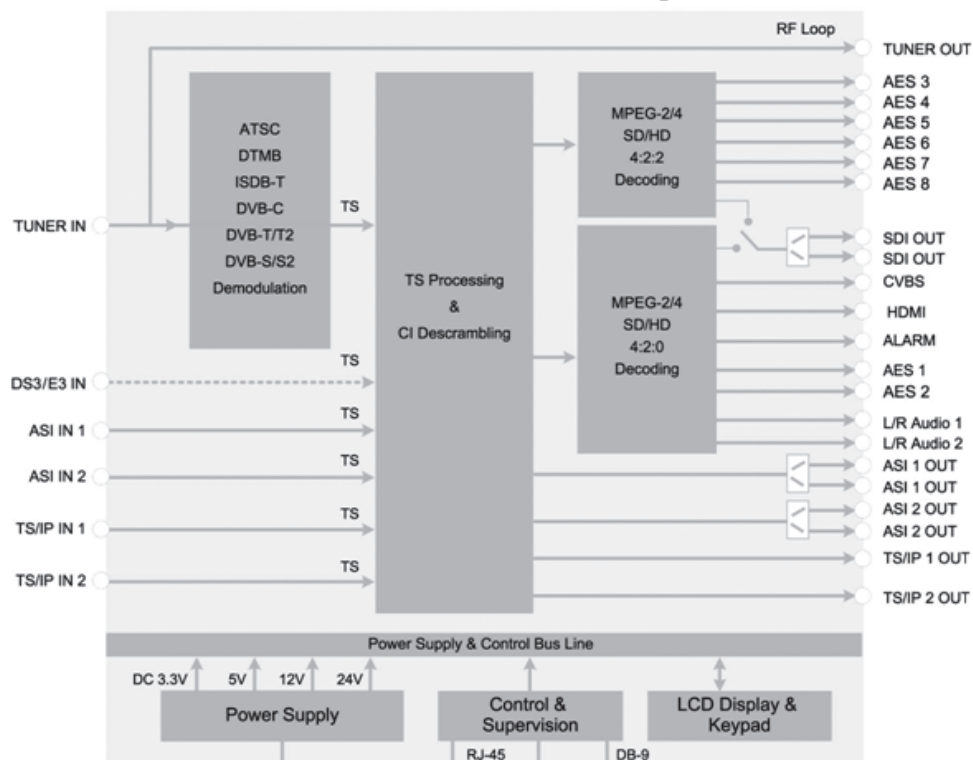 RF Loop
TUNER OUT
ATSC
DTMB
ISDB-T
DVB-C
DVB-T/T2
DVB-S/S2
Demodulation
TUNER IN
TS
DS3/E3 IN
TS
ASI IN 1
TS
ASI IN 2
TS
TS/IP IN 1
TS
TS/IP IN 2
TS
TS Processing
&
CI Descrambling
MPEG-2/4
SD/HD
4:2:2
Decoding
MPEG-2/4
SD/HD
4:2:0
Decoding
AES 3
AES 4
AES 5
AES 6
AES 7
AES 8
SDI OUT
SDI OUT
CVBS
HDMI
ALARM
AES 1
AES 2
L/R Audio 1
L/R Audio 2
ASI 1 OUT
ASI 1 OUT
ASI 2 OUT
ASI 2 OUT
TS/IP 1 OUT
TS/IP 2 OUT
Power Supply & Control Bus Line
DC 3.3V
5V
12V
24V
Power Supply
Control &
Supervision
LCD Display &
Keypad
RJ-45
DB-9